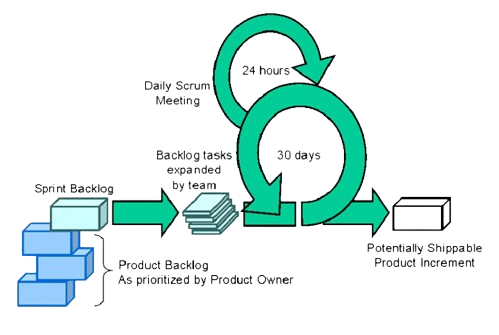 24 hours
Daily Scrum
Meeting
Backlog tasks
expanded
by team
30 days
Sprint Backlog
Potentially Shippable
Product Increment
Product Backlog
As prioritized by Product Owner